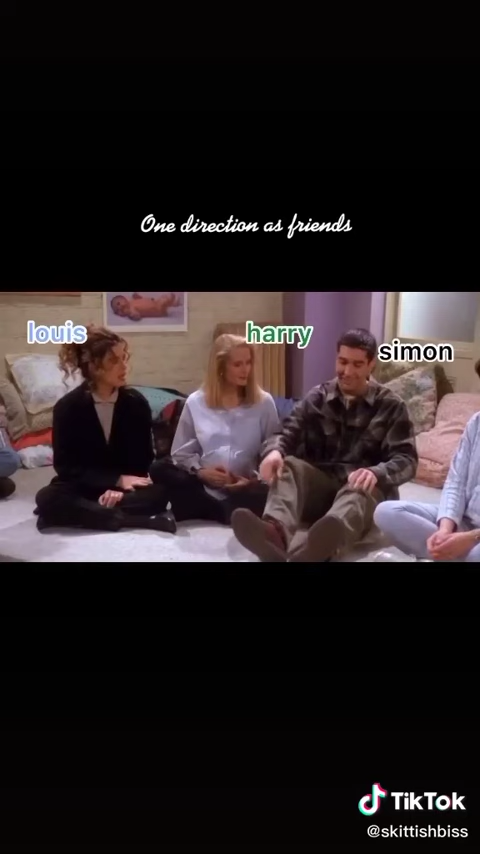 One direction as friends
louis
harry
simon
TikTok
@skittishbiss